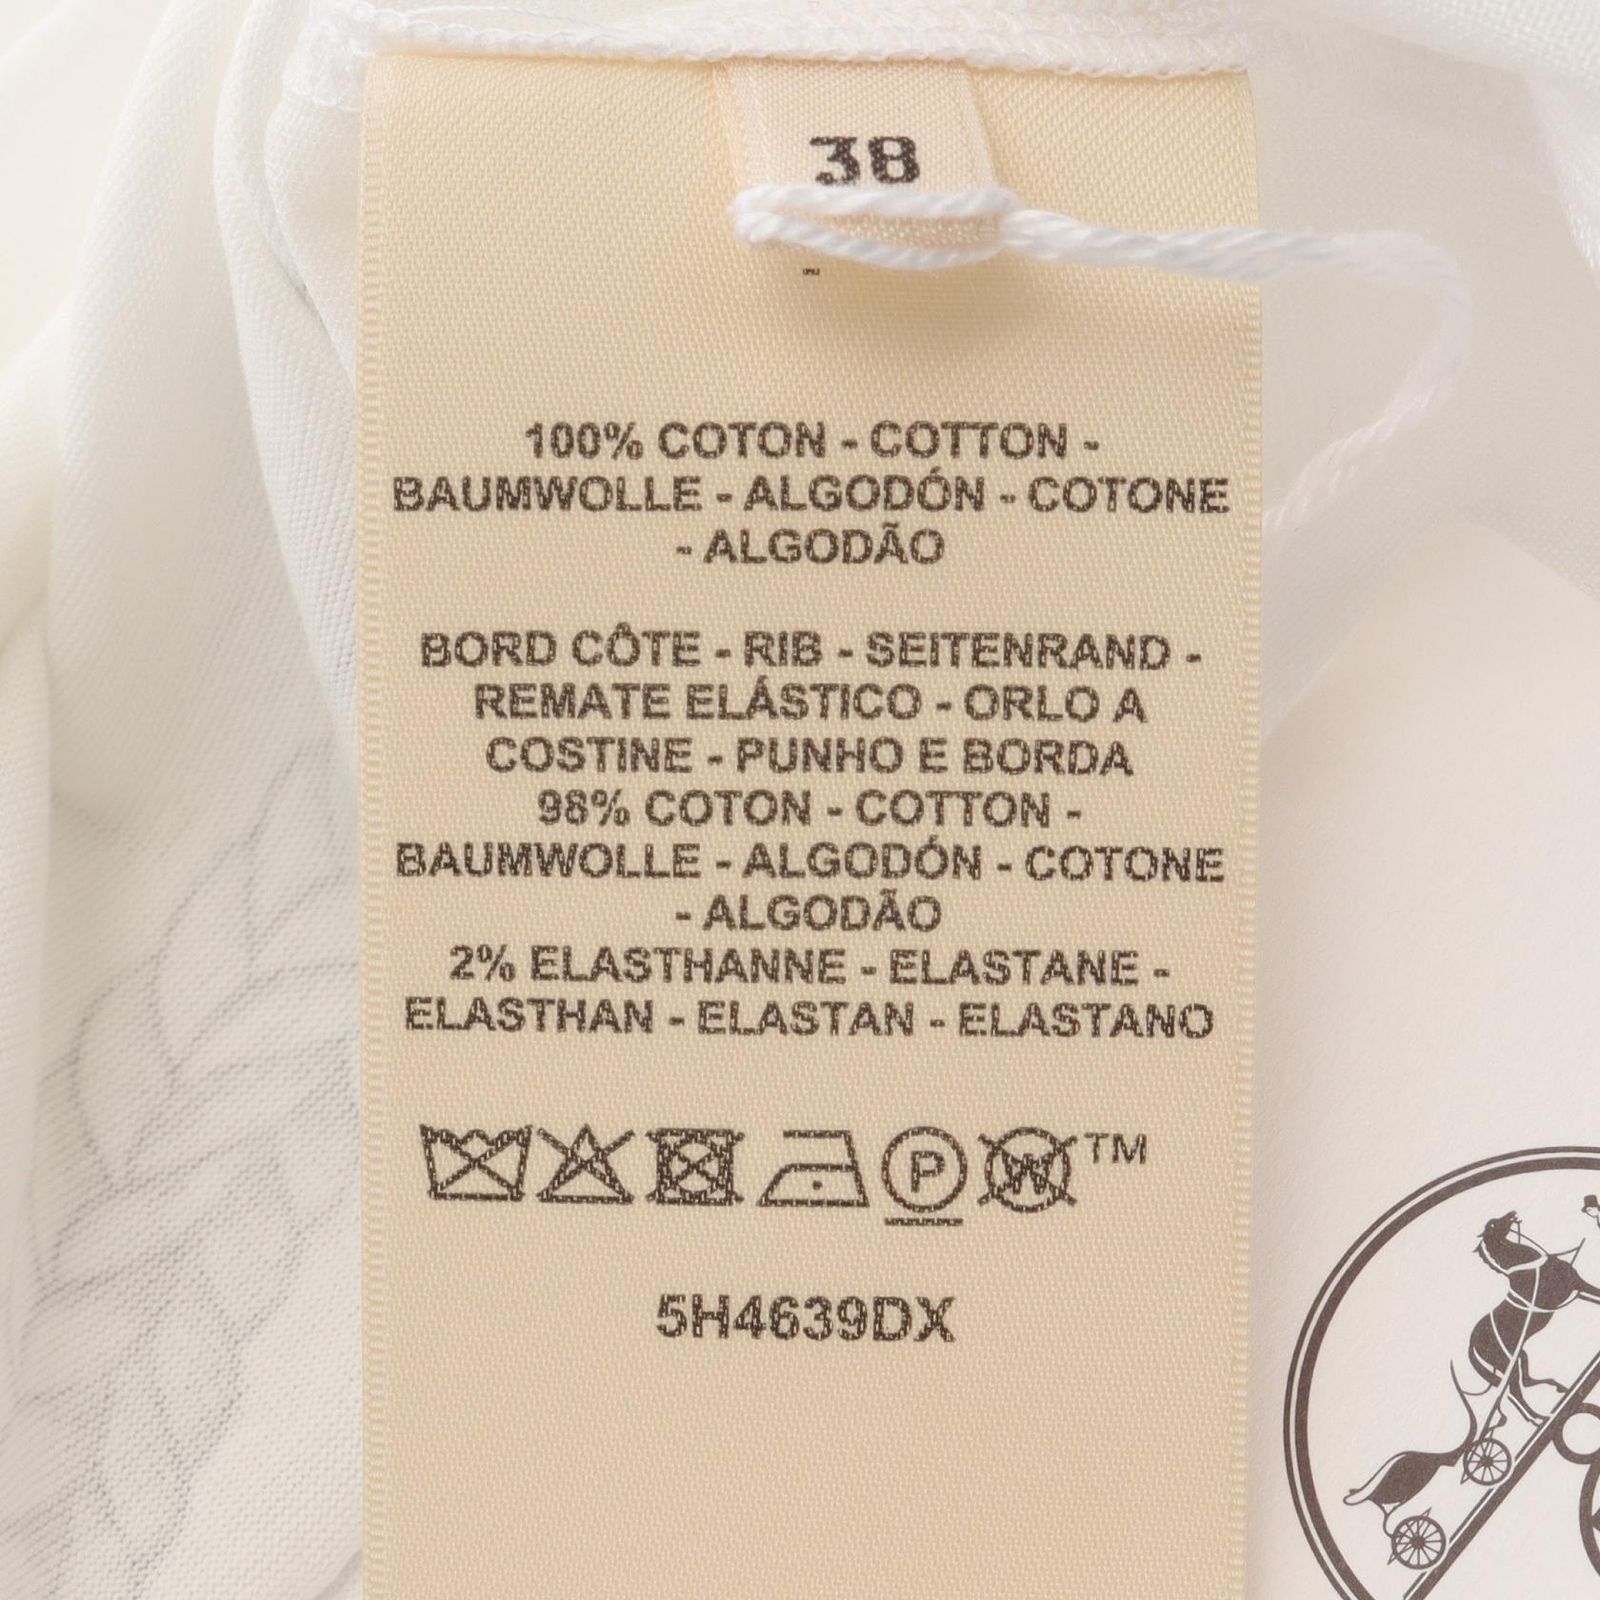 38
100% COTON - COTTON -
BAUMWOLLE - ALGODÓN - COTONE
- ALGODÃO
BORD CÔTE - RIB - SEITENRAND -
REMATE ELÁSTICO - ORLO A
COSTINE - PUNHO E BORDA
98% COTON - COTTON -
BAUMWOLLE - ALGODÓN - COTONE
- ALGODÃO
2% ELASTHANNE - ELASTANE -
ELASTHAN - ELASTAN - ELASTANO
P W TM
5H4639DX